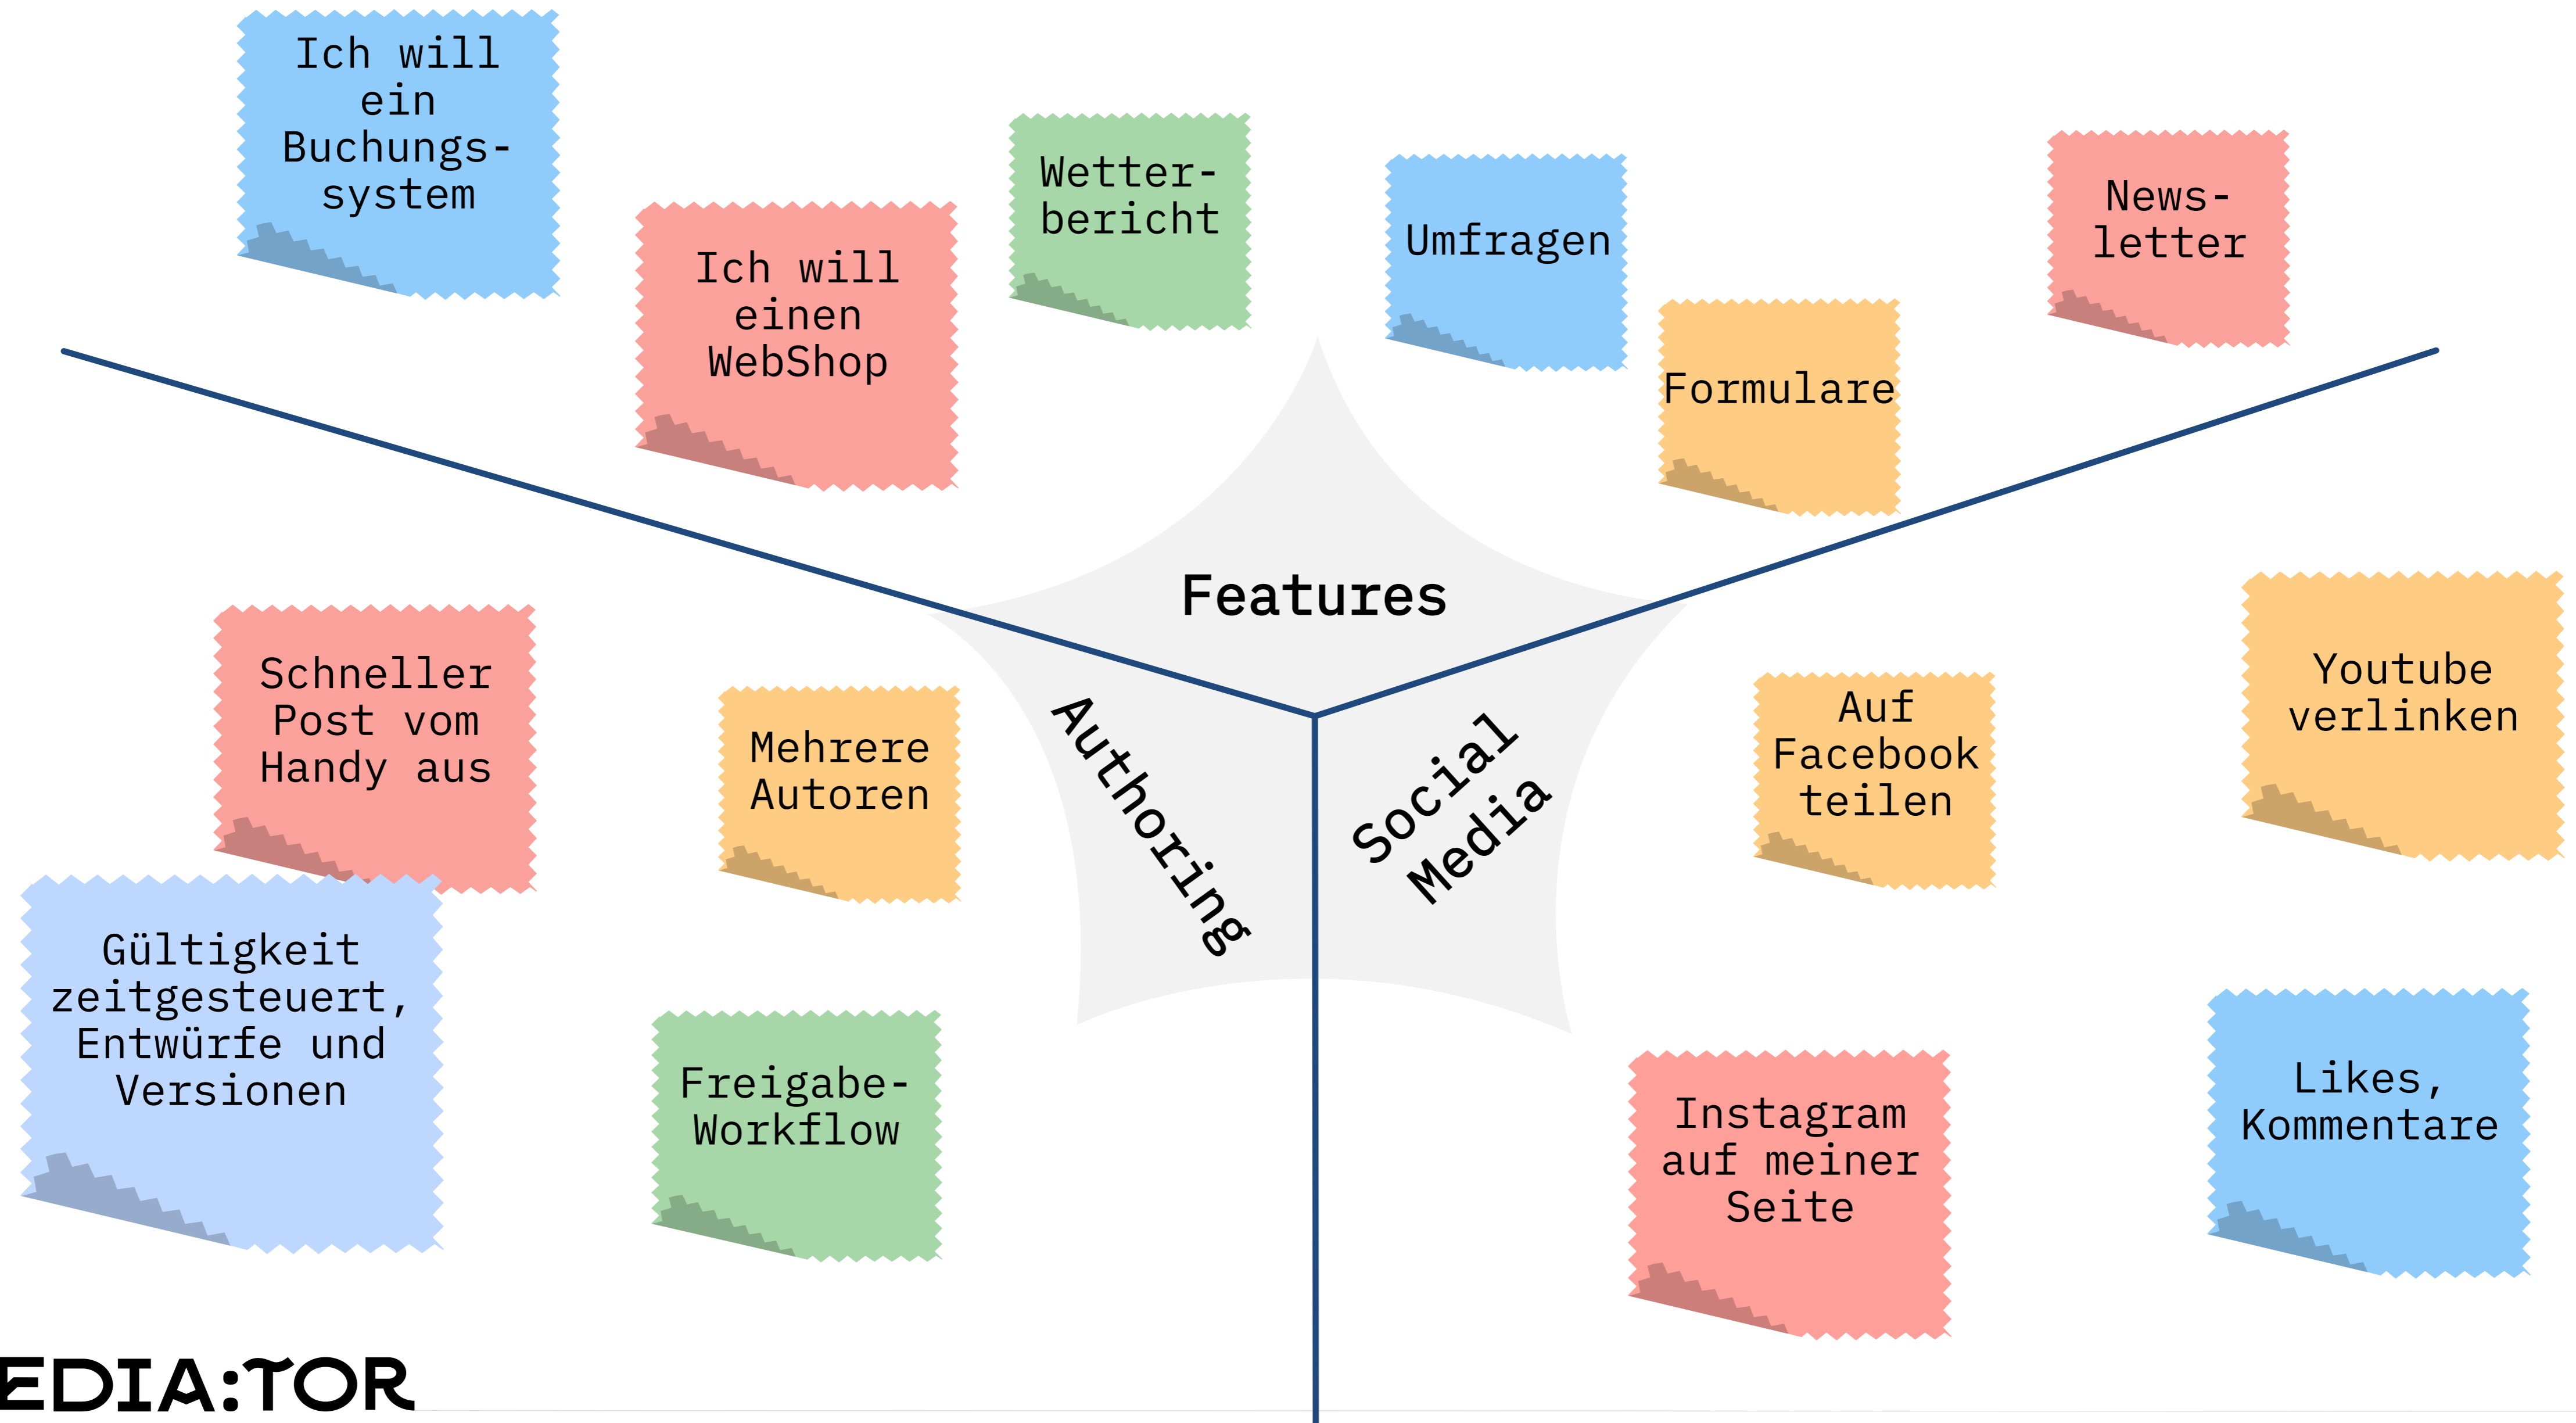 Ich will
ein
Buchungs-
system
Ich will
einen
WebShop
Wetter-
bericht
Umfragen
Formulare
News-
letter
Features
Authoring
Social
Media
Schneller
Post vom
Handy aus
Mehrere
Autoren
Gültigkeit
zeitgesteuert,
Entwürfe und
Versionen
Freigabe-
Workflow
Auf
Facebook
teilen
Youtube
verlinken
Instagram
auf meiner
Seite
Likes,
Kommentare
EDIA:TOR